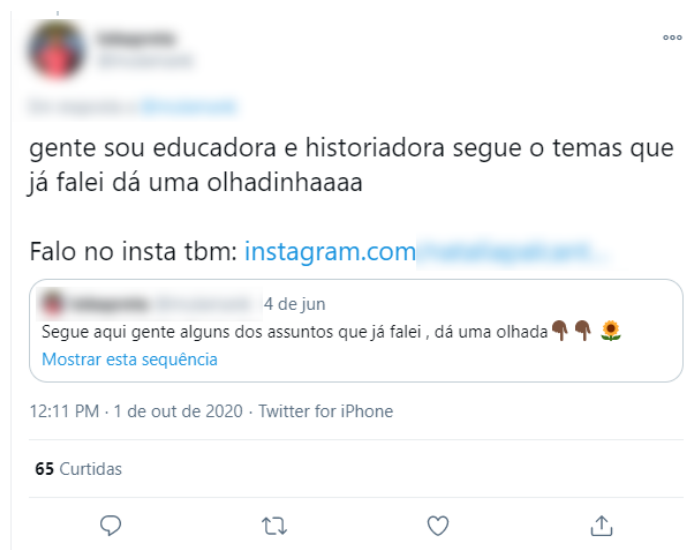 gente sou educadora e historiadora segue o temas que
já falei dá uma olhadinhaaaa
Falo no insta tbm: instagram.com
4 de jun
Segue aqui gente alguns dos assuntos que já falei , dá uma olhada👇🏾👇🏾 🌻
Mostrar esta sequência
12:11 PM · 1 de out de 2020 · Twitter for iPhone
65 Curtidas